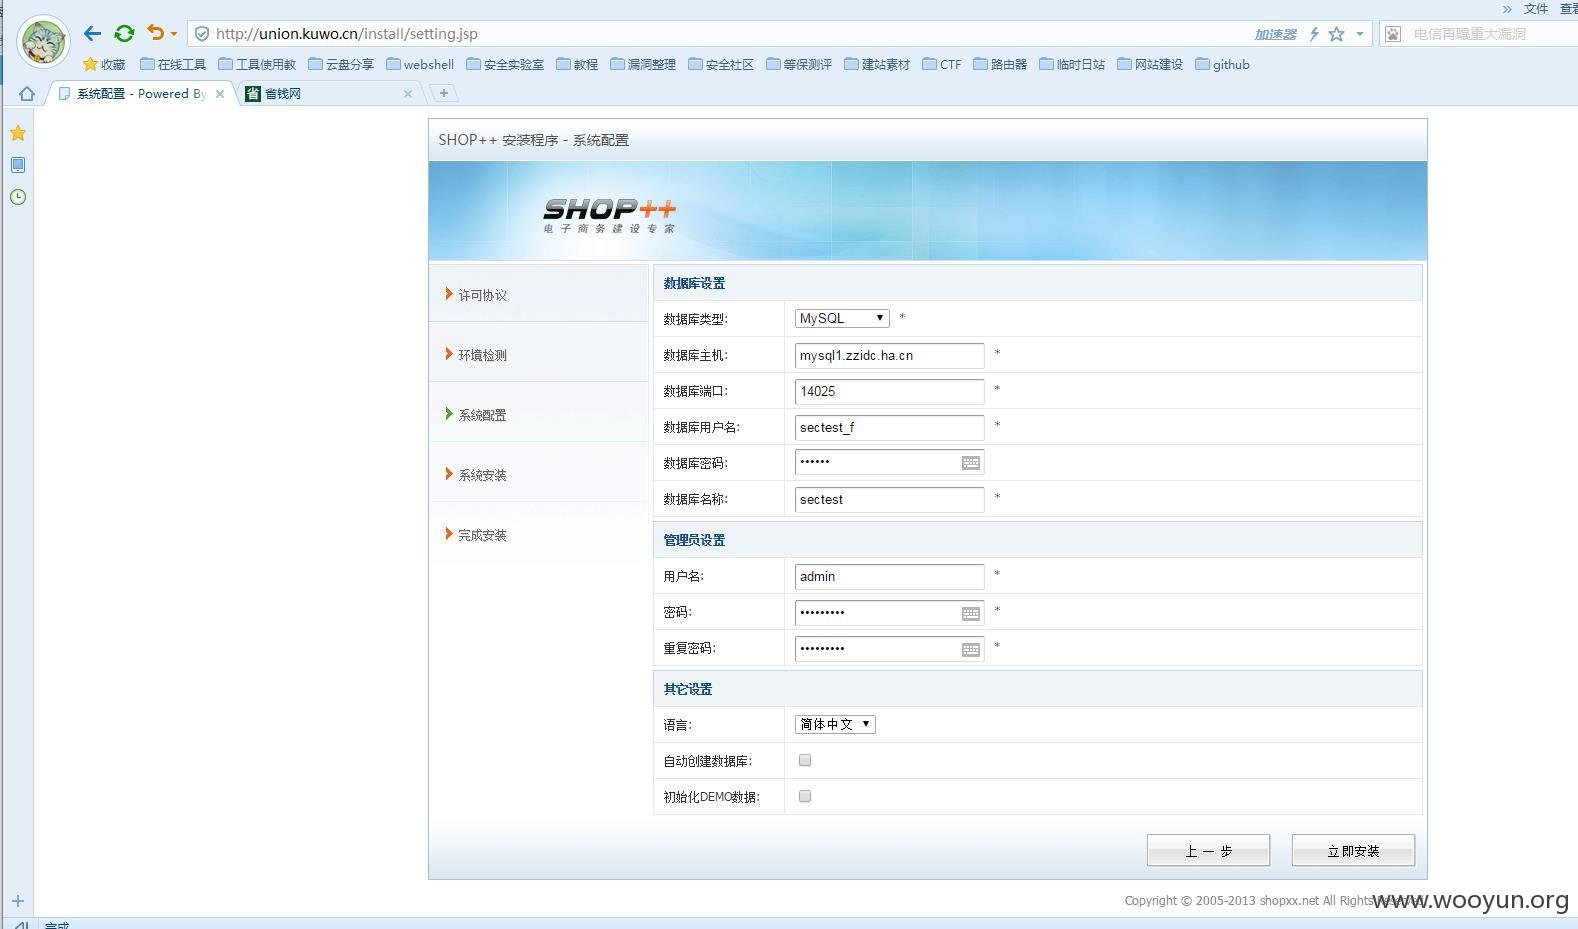 » 文件 查看
http://union.kuwo.cn/install/setting.jsp
加速器
电信再曝重大漏洞
收藏 在线工具 工具使用教 云盘分享 webshell 安全实验室 教程 漏洞整理 安全社区 等保测评 建站素材 CTF 路由器 临时日站 网站建设 github
系统配置 - Powered By
省 省钱网
SHOP++ 安装程序 - 系统配置
SHOP++
电子商务建设专家
许可协议
环境检测
系统配置
系统安装
完成安装
数据库设置
数据库类型: MySQL *
数据库主机: mysql1.zzidc.ha.cn *
数据库端口: 14025 *
数据库用户名: sectest_f *
数据库密码: ••••••
数据库名称: sectest *
管理员设置
用户名: admin *
密码: ••••••••• *
重复密码: ••••••••• *
其它设置
语言: 简体中文
自动创建数据库:
初始化DEMO数据:
上 一 步 立即安装
Copyright © 2005-2013 shopxx.net All Rights
www.wooyun.org
完成